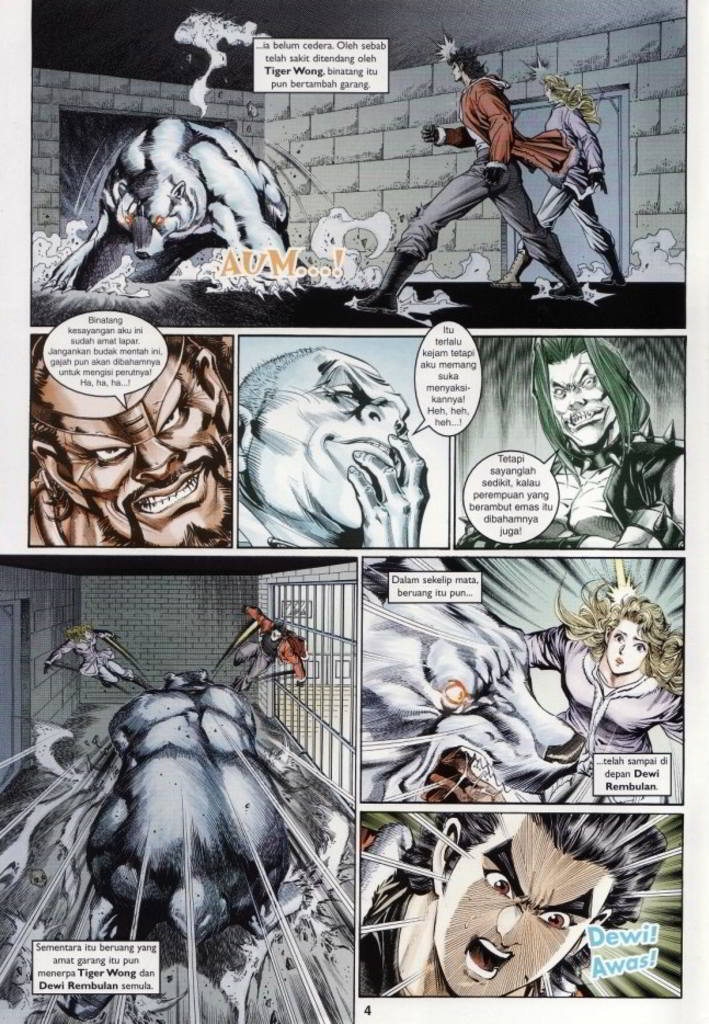 ...ia belum cedera. Oleh sebab
telah sakit ditendang oleh
Tiger Wong, binatang itu
pun bertambah garang.
AUM...!
Binatang
kesayangan aku ini
sudah amat lapar.
Jangankan budak mentah ini,
gajah pun akan dibahamnya
untuk mengisi perutnya!
Ha, ha, ha...!
Itu
terlalu
kejam tetapi
aku memang
suka
menyaksi-
kannya!
Heh, heh,
heh...!
Tetapi
sayanglah
sedikit, kalau
perempuan yang
berambut emas itu
dibahamnya
juga!
Sementara itu beruang yang
amat garang itu pun
menerpa Tiger Wong dan
Dewi Rembulan semula.
Dalam sekelip mata,
beruang itu pun...
...telah sampai di
depan Dewi
Rembulan.
Dewi!
Awas!
4